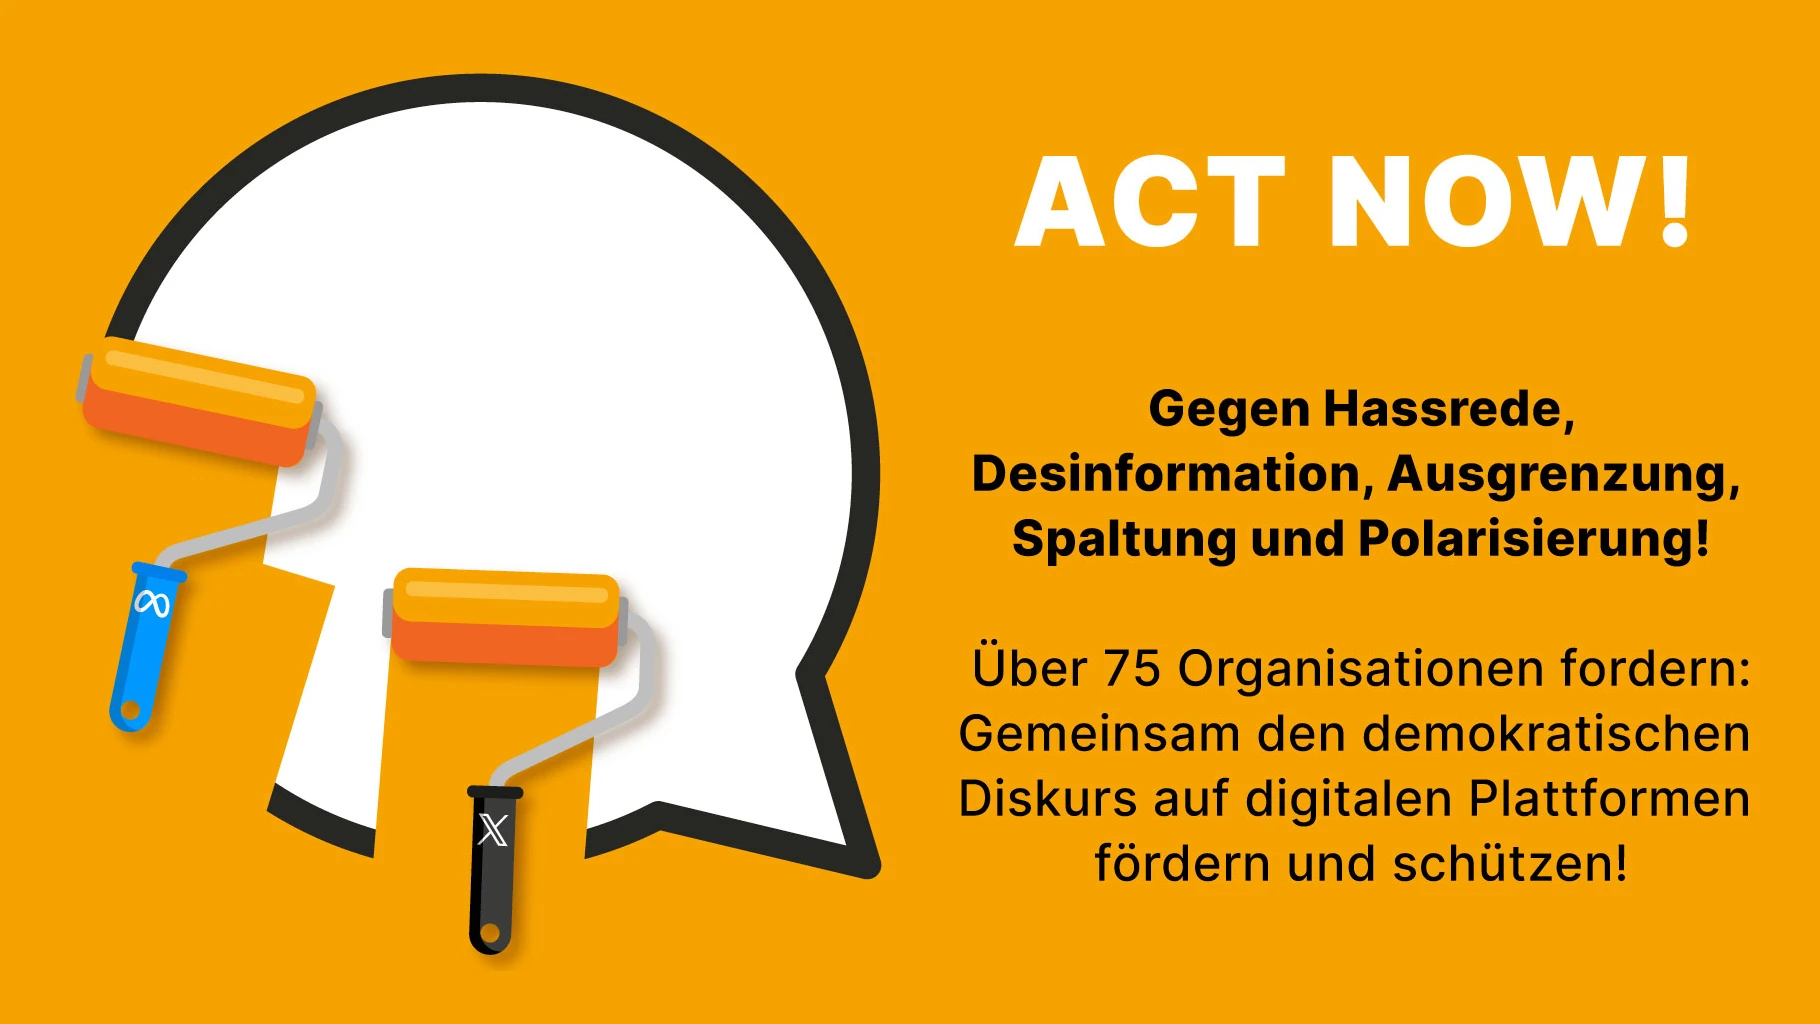 ACT NOW!
Gegen Hassrede,
Desinformation, Ausgrenzung,
Spaltung und Polarisierung!
Über 75 Organisationen fordern:
Gemeinsam den demokratischen
Diskurs auf digitalen Plattformen
fördern und schützen!